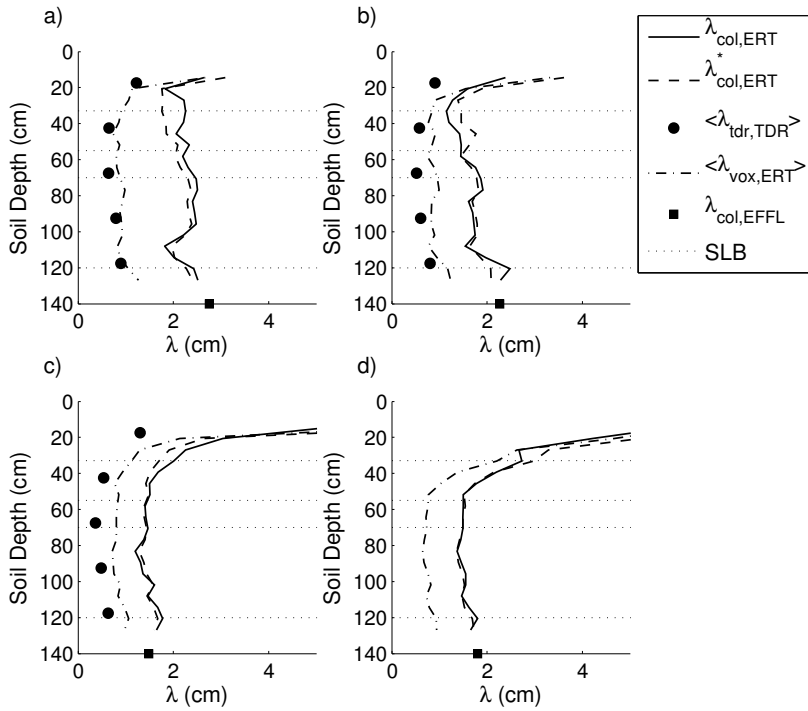 a)
0
20
40
60
80
100
120
140
Soil Depth (cm)
0 2 4
λ (cm)
b)
0
20
40
60
80
100
120
140
Soil Depth (cm)
0 2 4
λ (cm)
λcol,ERT
λ*col,ERT
<λtdr,TDR>
<λvox,ERT>
λcol,EFFL
SLB
c)
0
20
40
60
80
100
120
140
Soil Depth (cm)
0 2 4
λ (cm)
d)
0
20
40
60
80
100
120
140
Soil Depth (cm)
0 2 4
λ (cm)